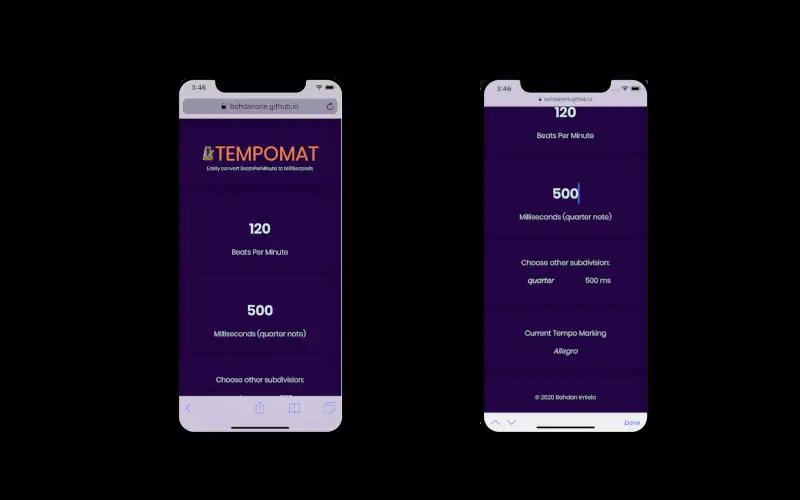 3:46
bohdanone.github.io
TEMPOMAT
Easily convert BeatsPerMinute to MilliSeconds
120
Beats Per Minute
500
Milliseconds (quarter note)
Choose other subdivision:
3:46
bohdanone.github.io
120
Beats Per Minute
500
Milliseconds (quarter note)
Choose other subdivision:
quarter 500 ms
Current Tempo Marking
Allegro
© 2020 Bohdan Imiela
Done